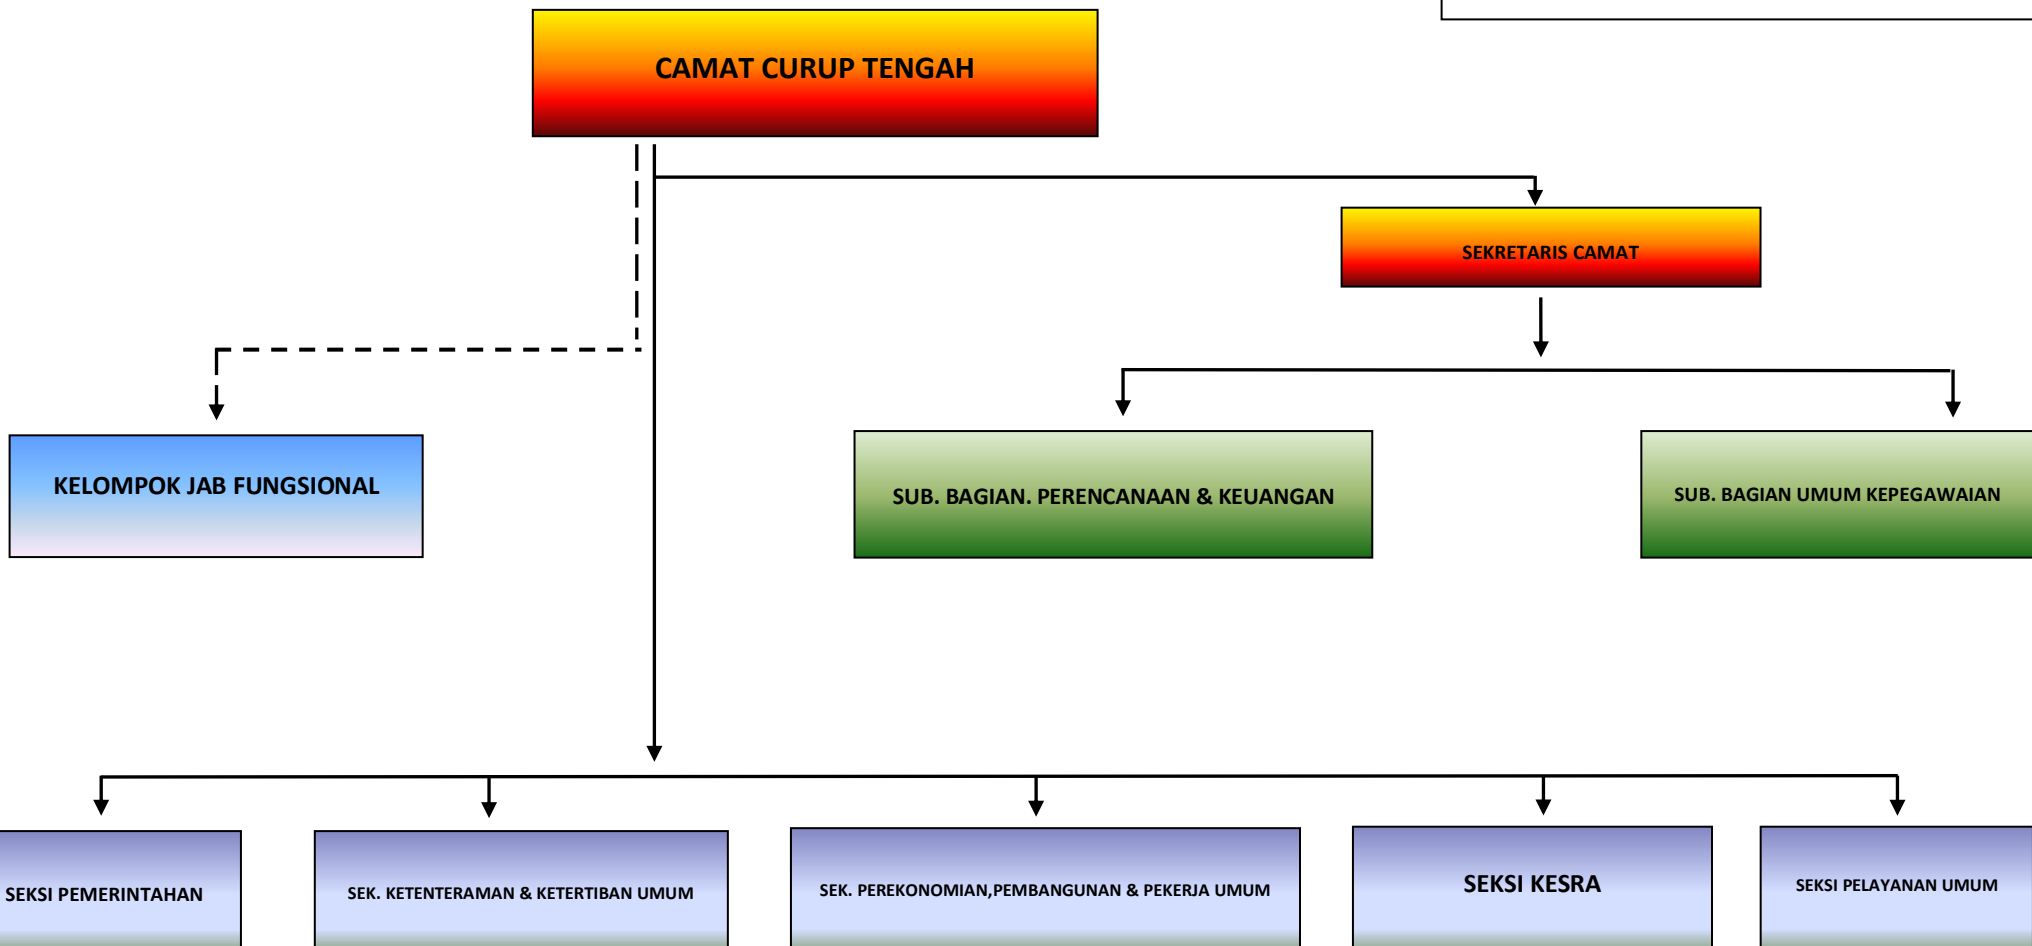 CAMAT CURUP TENGAH
SEKRETARIS CAMAT
KELOMPOK JAB FUNGSIONAL
SUB. BAGIAN. PERENCANAAN & KEUANGAN
SUB. BAGIAN UMUM KEPEGAWAIAN
SEKSI PEMERINTAHAN
SEK. KETENTERAMAN & KETERTIBAN UMUM
SEK. PEREKONOMIAN,PEMBANGUNAN & PEKERJA UMUM
SEKSI KESRA
SEKSI PELAYANAN UMUM